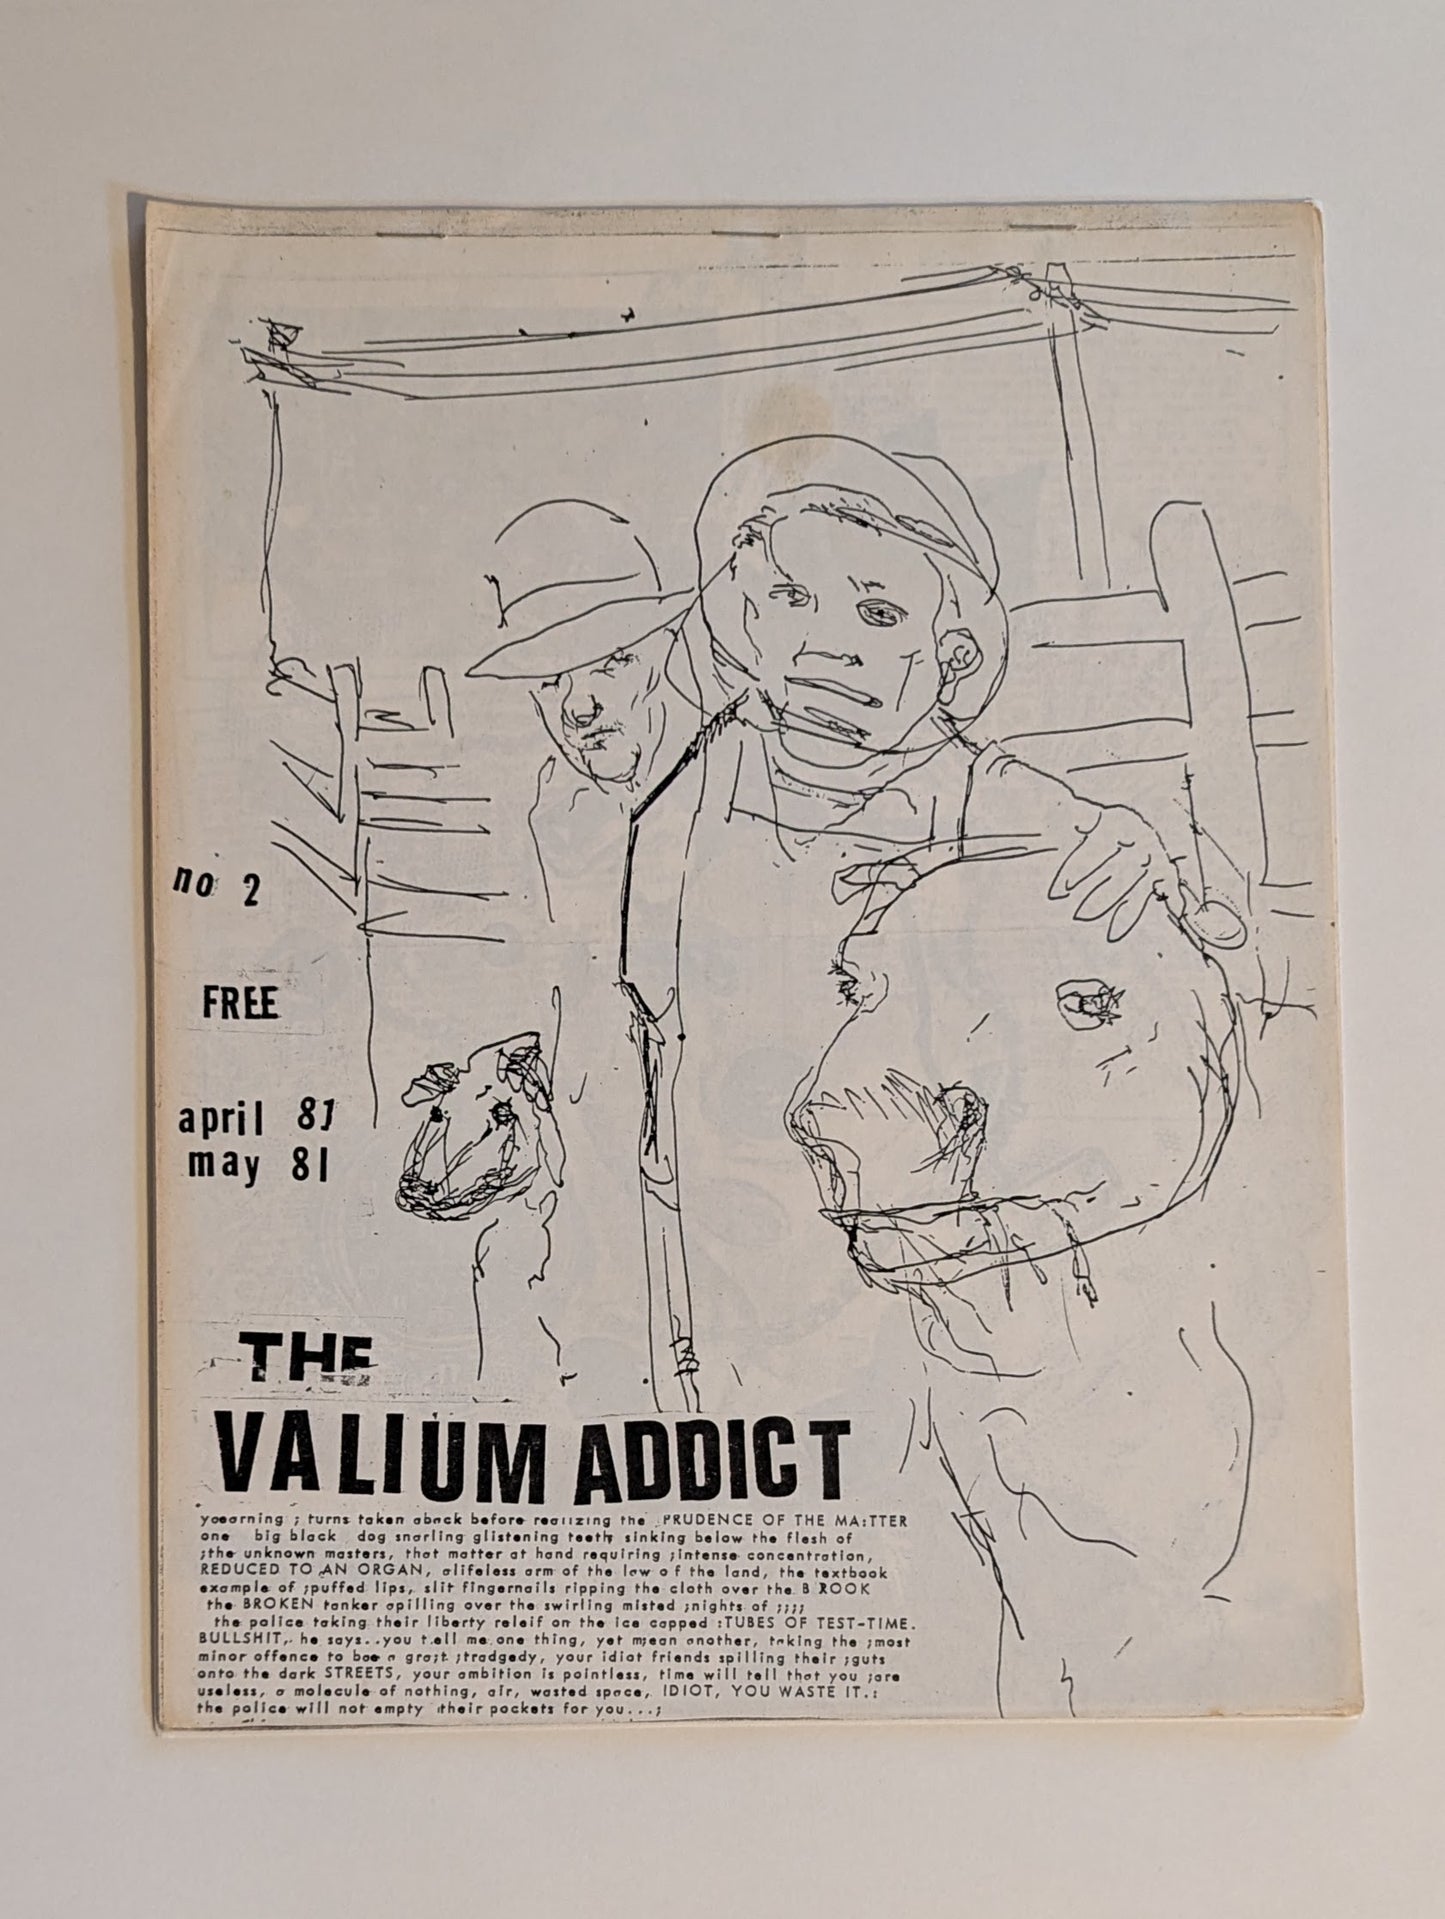 no 2
FREE
april 81
may 81
THE
VALIUM ADDICT
yoearning ; turns taken aback before realizing the PRUDENCE OF THE MA:TTER
one big black dog snarling glistening teeth sinking below the flesh of
;the unknown masters, that matter at hand requiring ;intense concentration,
REDUCED TO AN ORGAN, alifeless arm of the law of the land, the textbook
example of ;puffed lips, slit fingernails ripping the cloth over the B ROOK
the BROKEN tanker spilling over the swirling misted ;nights of ;;;;
the police taking their liberty releif on the ice capped :TUBES OF TEST-TIME.
BULLSHIT,. he says..you t.ell me one thing, yet mean another, taking the ;most
minor offence to bee a grat ;tradgedy, your idiot friends spilling their ;guts
onto the dark STREETS, your ambition is pointless, time will tell that you ;are
useless, a molecule of nothing, air, wasted space, IDIOT, YOU WASTE IT.:
the police will not empty their pockets for you...;